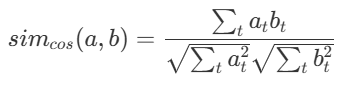 sim_{cos}(a, b) = \frac{\sum_t a_t b_t}{\sqrt{\sum_t a_t^2} \sqrt{\sum_t b_t^2}}